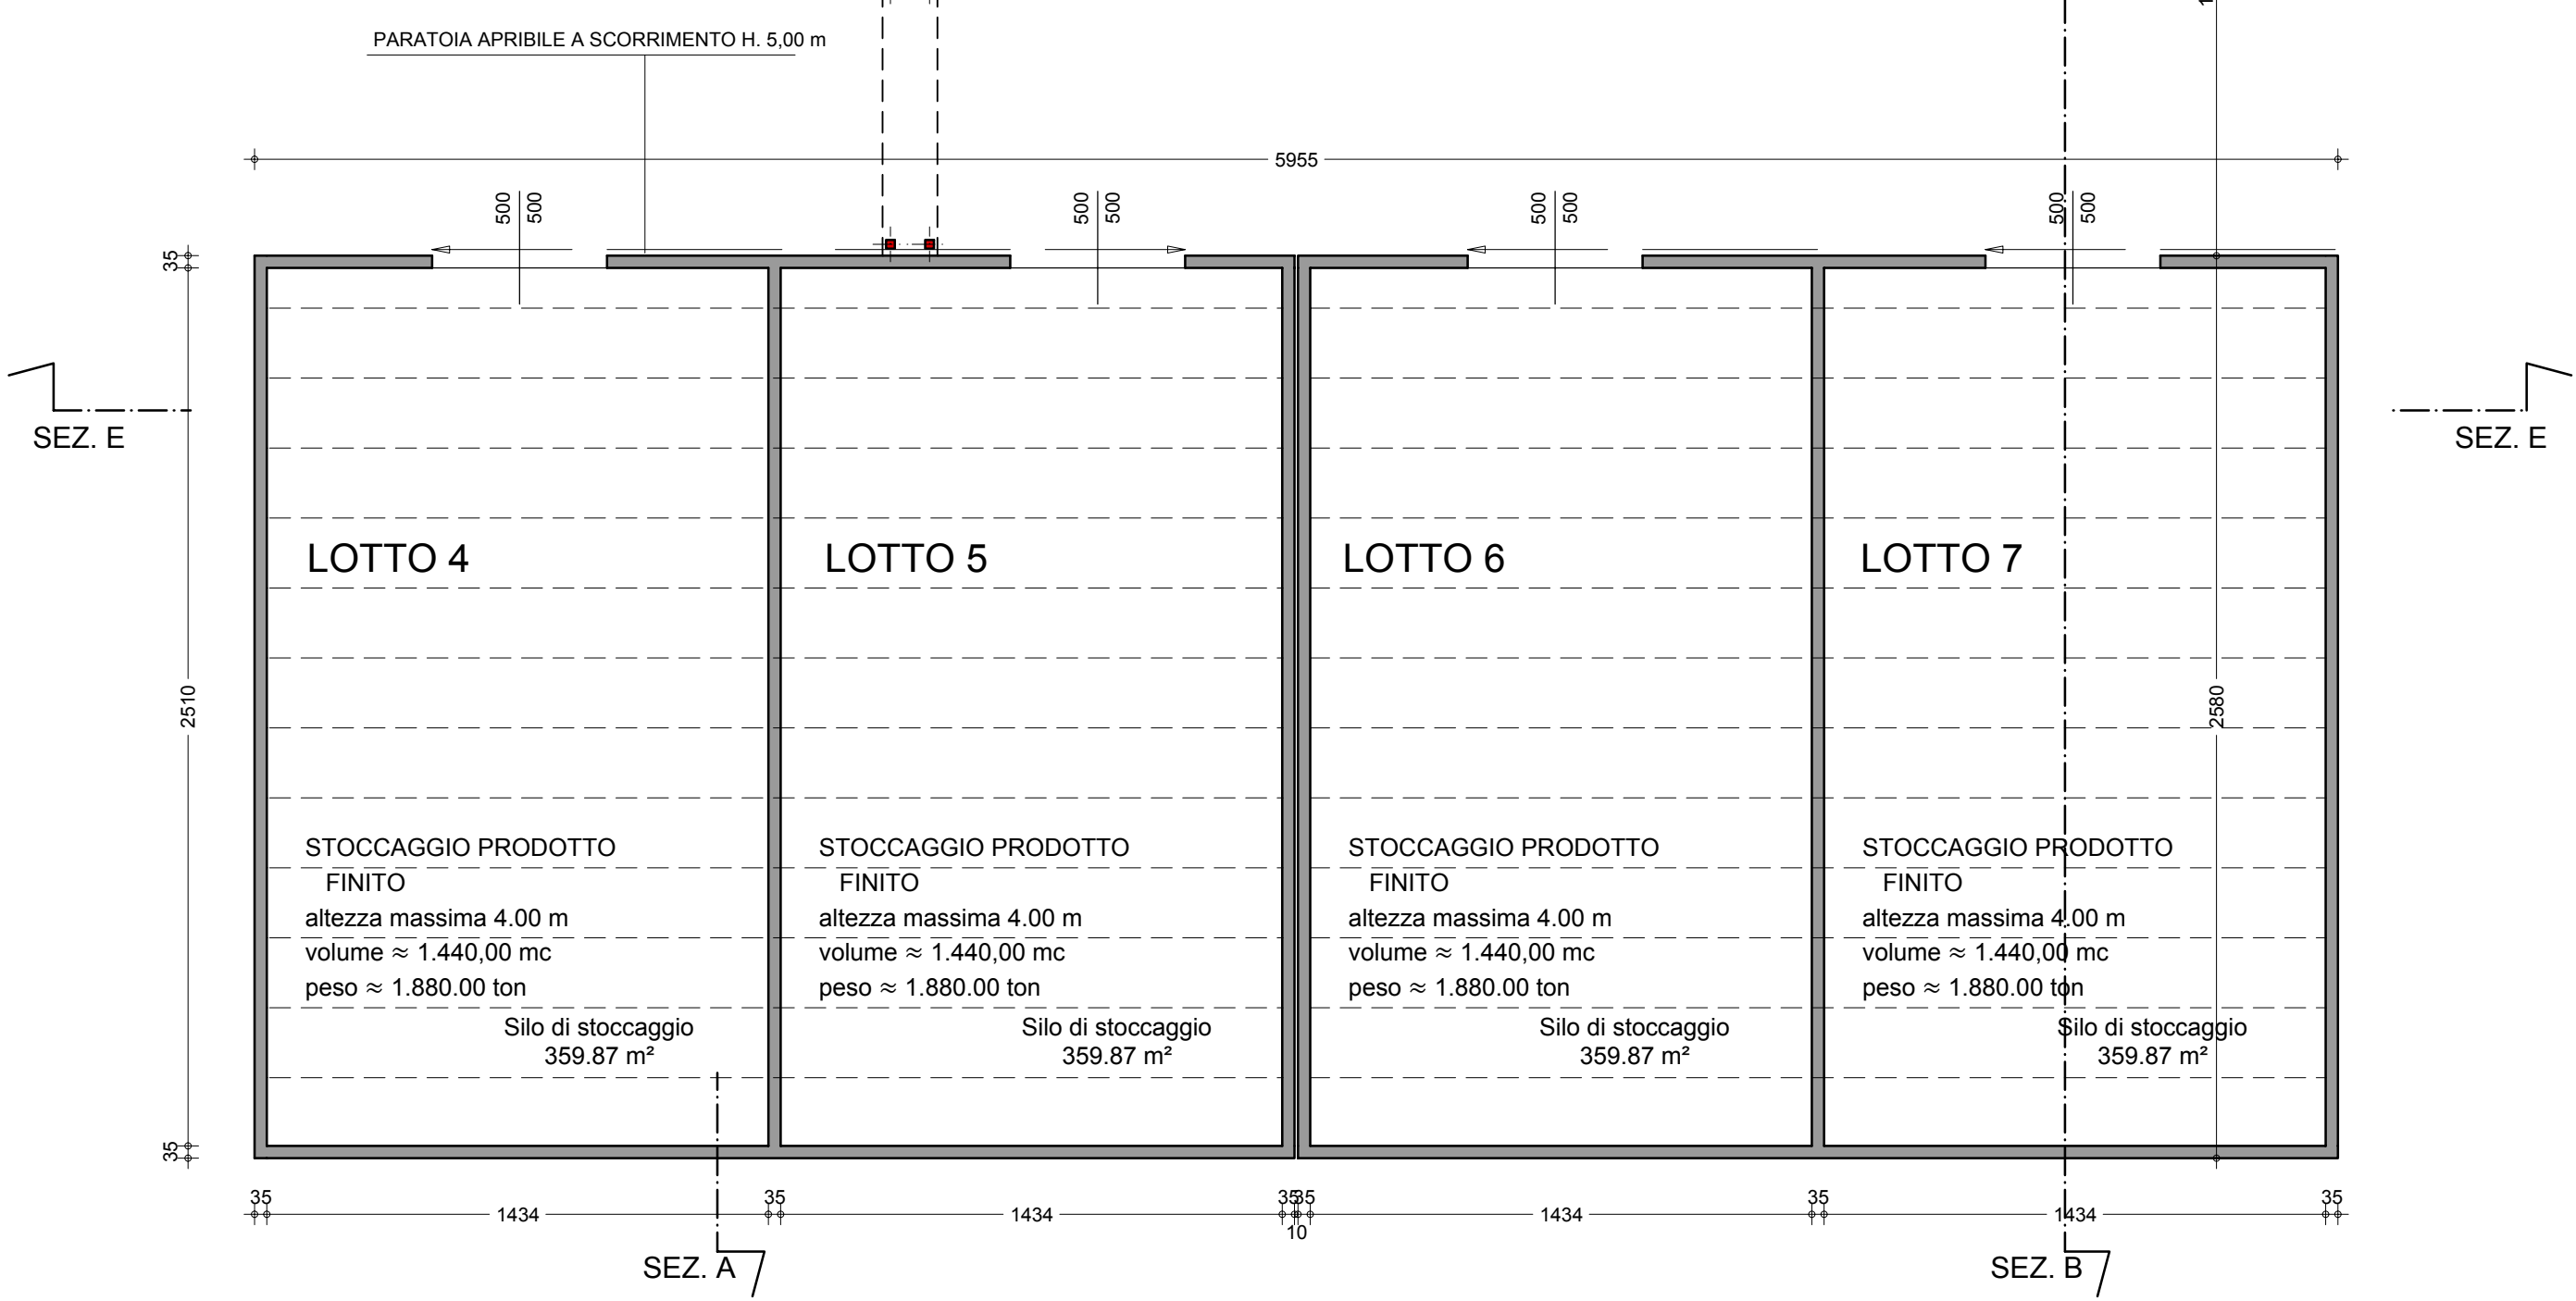 PARATOIA APRIBILE A SCORRIMENTO H. 5,00 m
1
5955
500
500
500
500
500
500
500
500
35
SEZ. E
SEZ. E
LOTTO 4
LOTTO 5
LOTTO 6
LOTTO 7
2510
2580
STOCCAGGIO PRODOTTO
FINITO
altezza massima 4.00 m
volume ≈ 1.440,00 mc
peso ≈ 1.880.00 ton
Silo di stoccaggio
359.87 m²
STOCCAGGIO PRODOTTO
FINITO
altezza massima 4.00 m
volume ≈ 1.440,00 mc
peso ≈ 1.880.00 ton
Silo di stoccaggio
359.87 m²
STOCCAGGIO PRODOTTO
FINITO
altezza massima 4.00 m
volume ≈ 1.440,00 mc
peso ≈ 1.880.00 ton
Silo di stoccaggio
359.87 m²
STOCCAGGIO PRODOTTO
FINITO
altezza massima 4.00 m
volume ≈ 1.440,00 mc
peso ≈ 1.880.00 ton
Silo di stoccaggio
359.87 m²
35
35
1434
35
1434
35
10
35
1434
35
1434
35
SEZ. A
SEZ. B